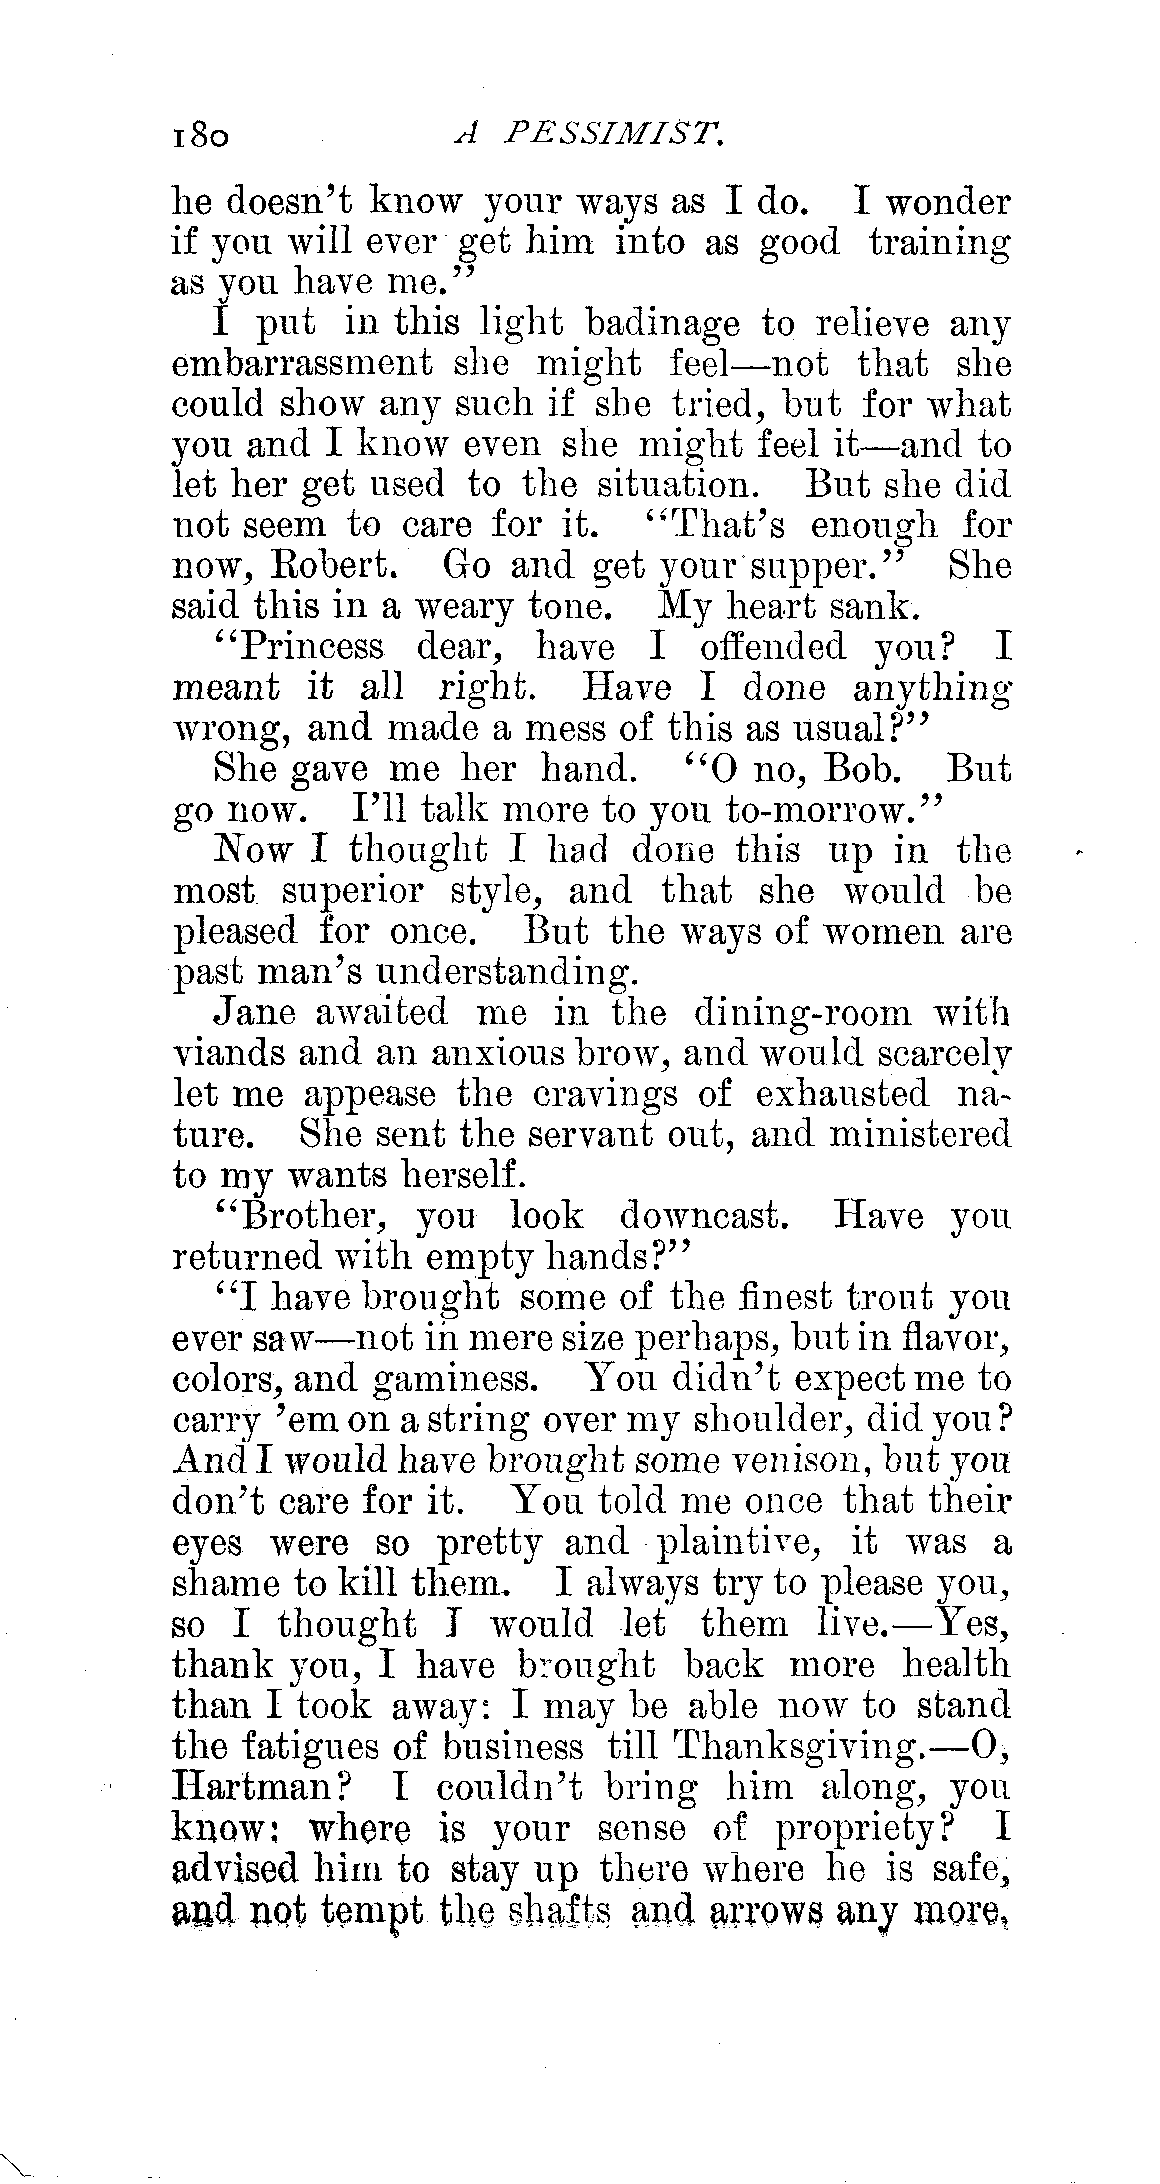 180 A PESSIMIST.
he doesn't know your ways as I do. I wonder
if you will ever get him into as good training
as you have me."
I put in this light badinage to relieve any
embarrassment she might feel—not that she
could show any such if she tried, but for what
you and I know even she might feel it—and to
let her get used to the situation. But she did
not seem to care for it. "That's enough for
now, Robert. Go and get your supper." She
said this in a weary tone. My heart sank.
"Princess dear, have I offended you? I
meant it all right. Have I done anything
wrong, and made a mess of this as usual?"
She gave me her hand. "O no, Bob. But
go now. I'll talk more to you to-morrow."
Now I thought I had done this up in the
most superior style, and that she would be
pleased for once. But the ways of women are
past man's understanding.
Jane awaited me in the dining-room with
viands and an anxious brow, and would scarcely
let me appease the cravings of exhausted na-
ture. She sent the servant out, and ministered
to my wants herself.
"Brother, you look downcast. Have you
returned with empty hands?"
"I have brought some of the finest trout you
ever saw—not in mere size perhaps, but in flavor,
colors, and gaminess. You didn't expect me to
carry 'em on a string over my shoulder, did you?
And I would have brought some venison, but you
don't care for it. You told me once that their
eyes were so pretty and plaintive, it was a
shame to kill them. I always try to please you,
so I thought I would let them live.—Yes,
thank you, I have brought back more health
than I took away: I may be able now to stand
the fatigues of business till Thanksgiving.—O,
Hartman? I couldn't bring him along, you
know: where is your sense of propriety? I
advised him to stay up there where he is safe,
and not tempt the shafts and arrows any more,